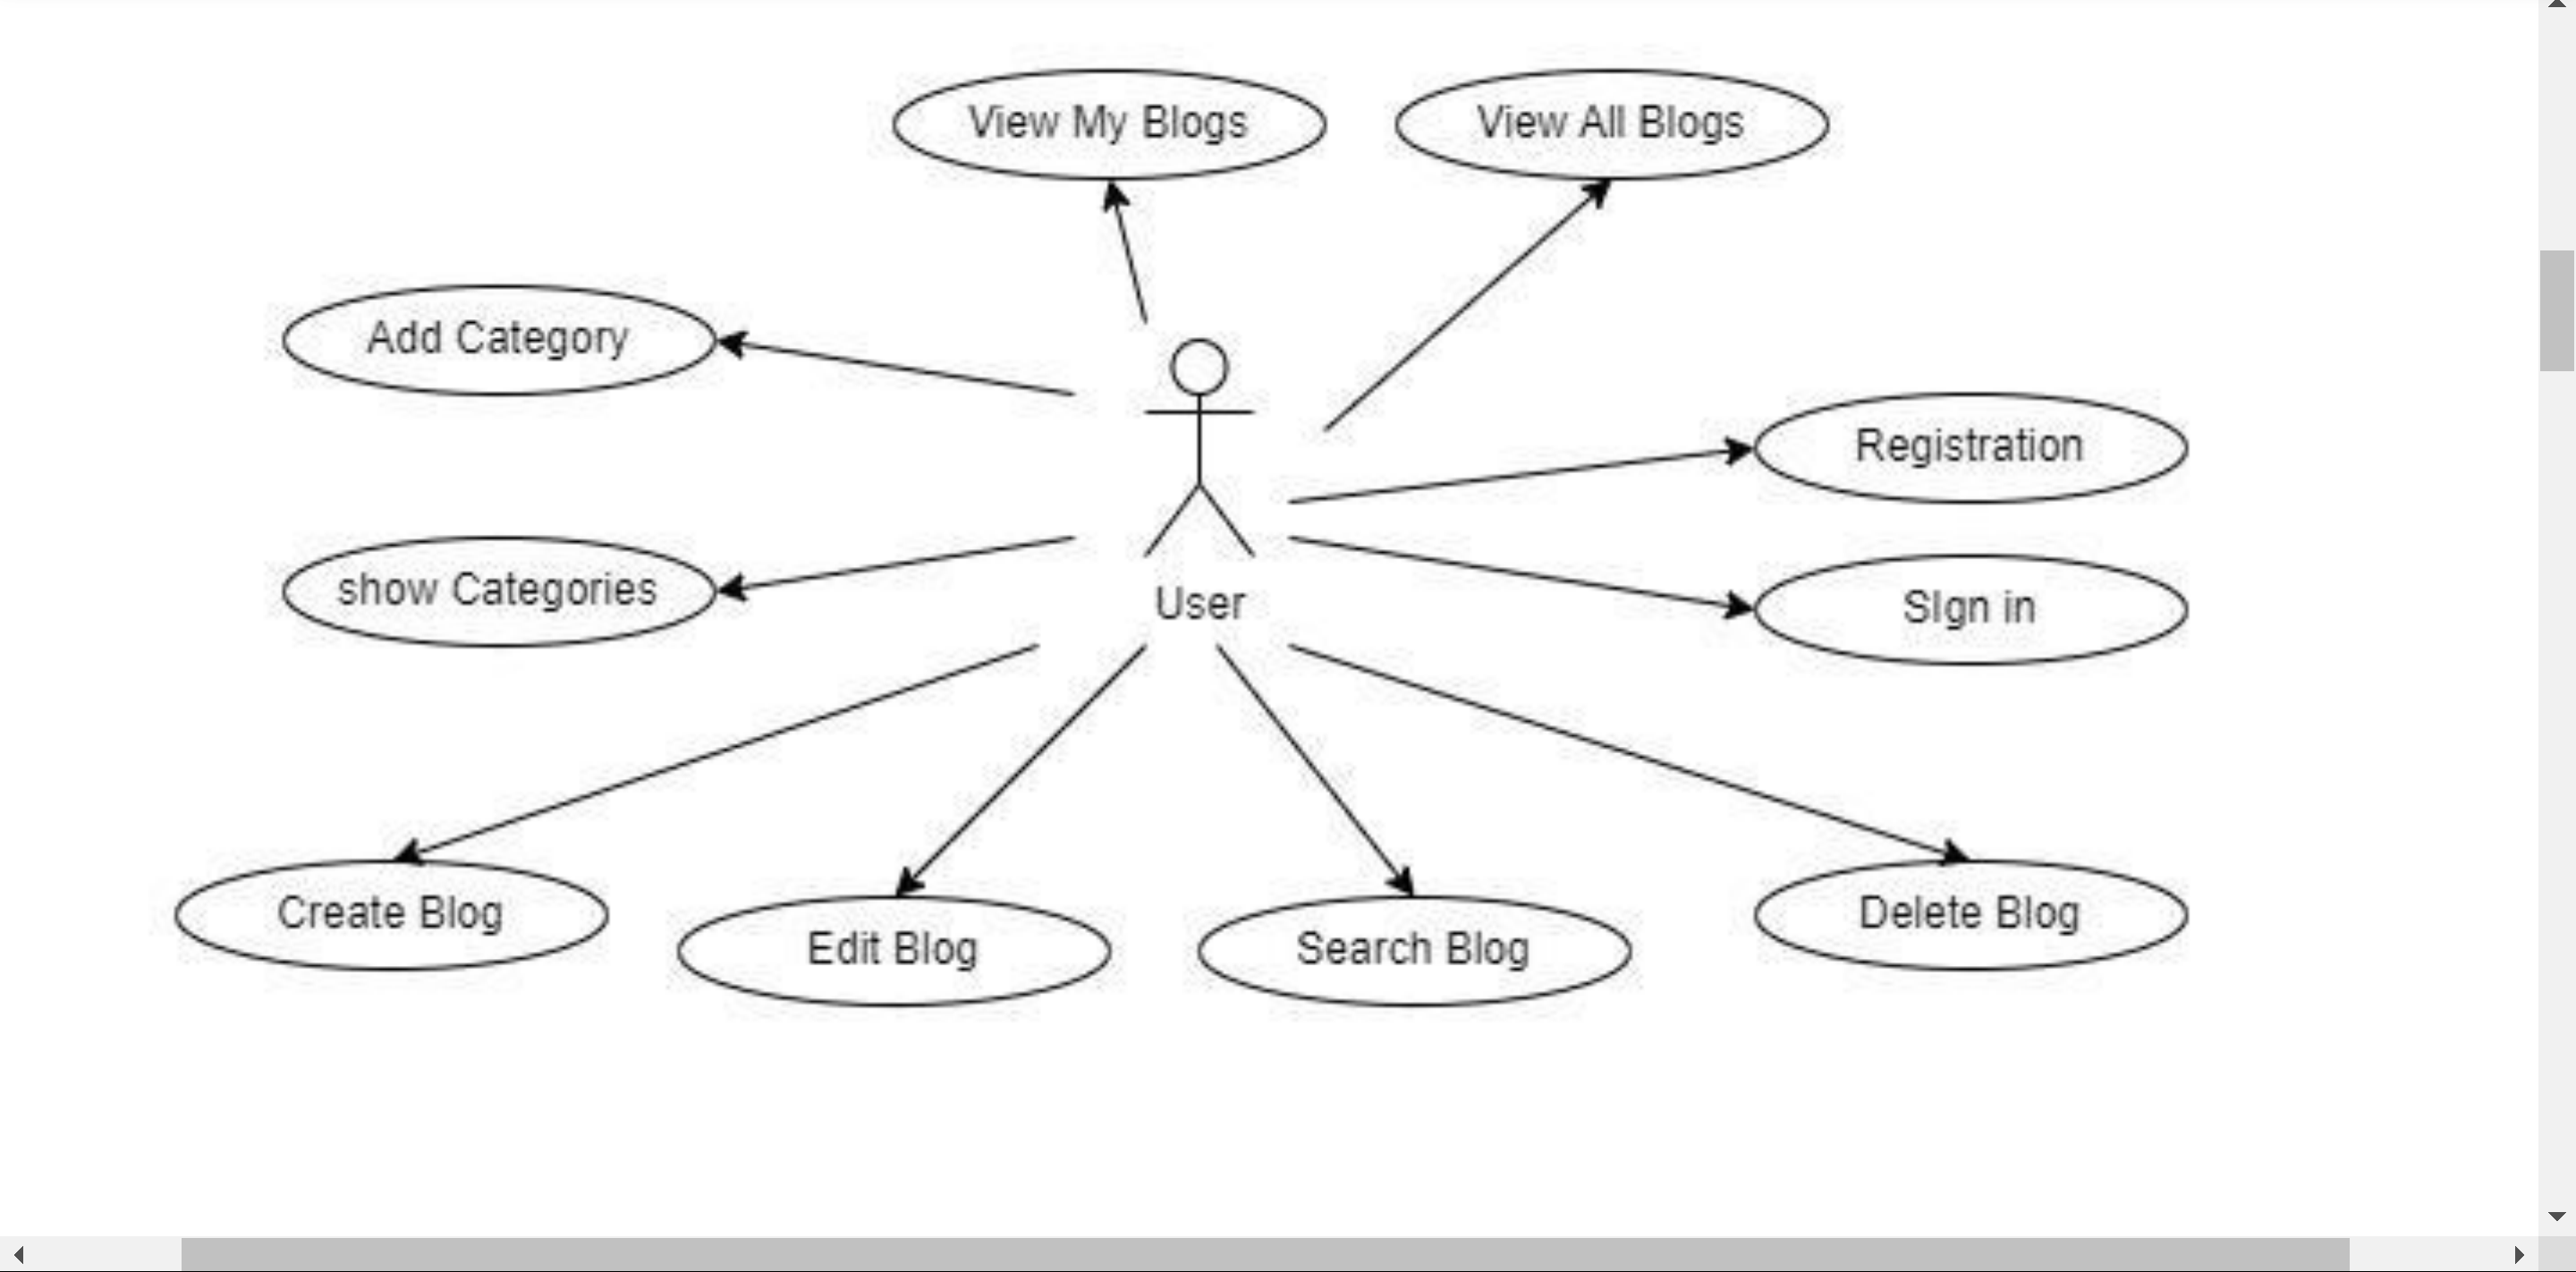 View My Blogs
View All Blogs
Add Category
Registration
show Categories
SIgn in
User
Create Blog
Edit Blog
Search Blog
Delete Blog